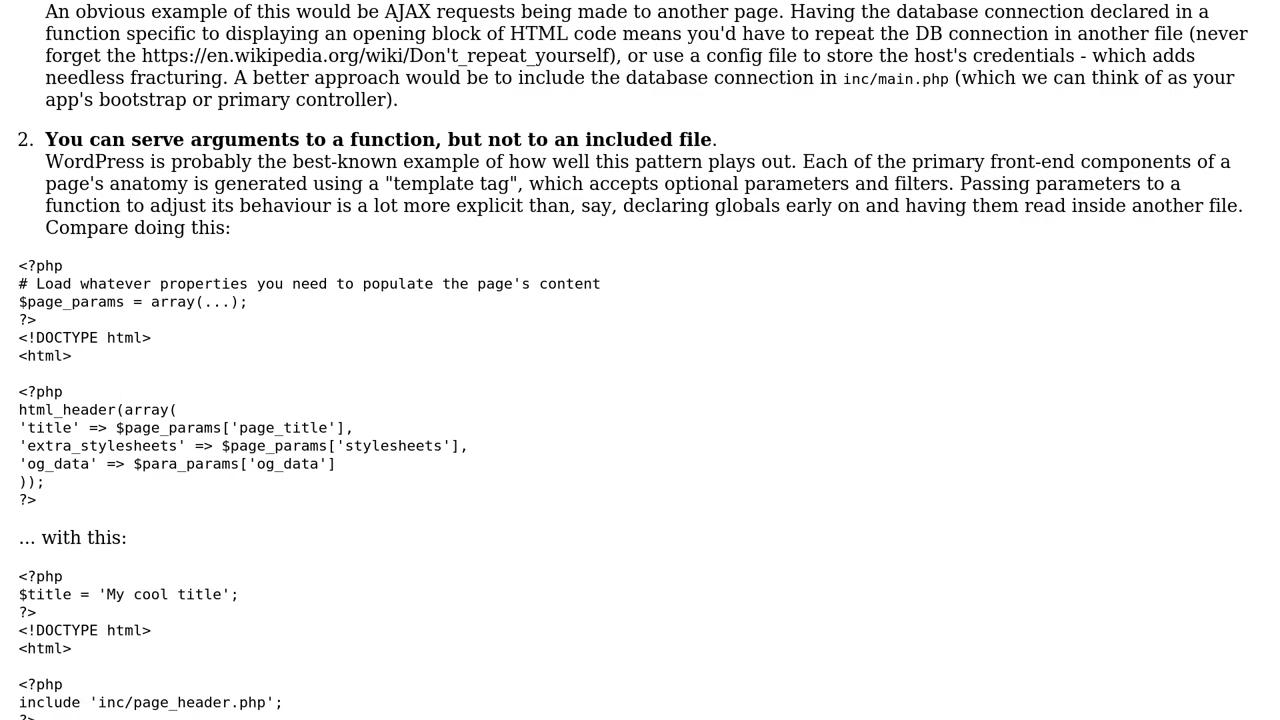 An obvious example of this would be AJAX requests being made to another page. Having the database connection declared in a
function specific to displaying an opening block of HTML code means you'd have to repeat the DB connection in another file (never
forget the https://en.wikipedia.org/wiki/Don't_repeat_yourself), or use a config file to store the host's credentials - which adds
needless fracturing. A better approach would be to include the database connection in inc/main.php (which we can think of as your
app's bootstrap or primary controller).
2. You can serve arguments to a function, but not to an included file.
WordPress is probably the best-known example of how well this pattern plays out. Each of the primary front-end components of a
page's anatomy is generated using a "template tag", which accepts optional parameters and filters. Passing parameters to a
function to adjust its behaviour is a lot more explicit than, say, declaring globals early on and having them read inside another file.
Compare doing this:
<?php
# Load whatever properties you need to populate the page's content
$page_params = array(...);
?>
<!DOCTYPE html>
<html>
<?php
html_header(array(
'title' => $page_params['page_title'],
'extra_stylesheets' => $page_params['stylesheets'],
'og_data' => $para_params['og_data']
));
?>
... with this:
<?php
$title = 'My cool title';
?>
<!DOCTYPE html>
<html>
<?php
include 'inc/page_header.php';
?>